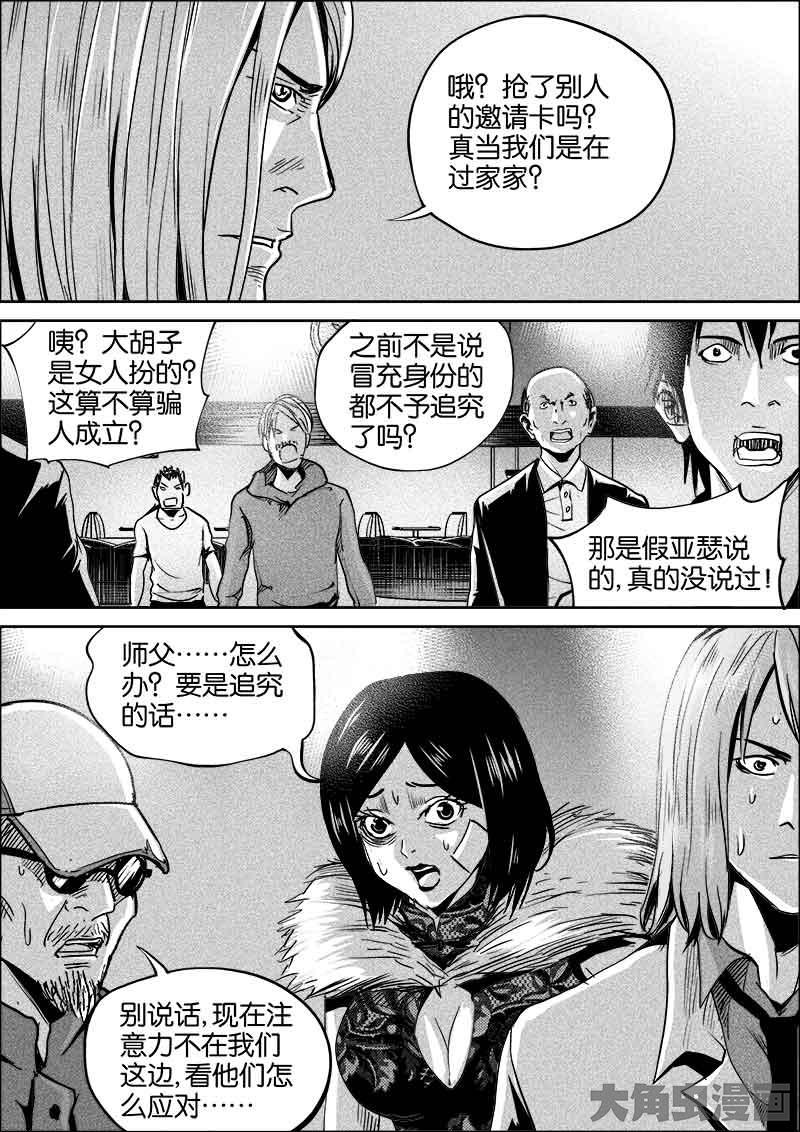 哦？抢了别人
的邀请卡吗？
真当我们是在
过家家？
咦？大胡子
是女人扮的？
这算不算骗
人成立？
之前不是说
冒充身份的
都不予追究
了吗？
那是假亚瑟说
的，真的没说过！
师父……怎么
办？要是追究
的话……
别说话，现在注
意力不在我们
这边，看他们怎
么应对……
大角虫漫画